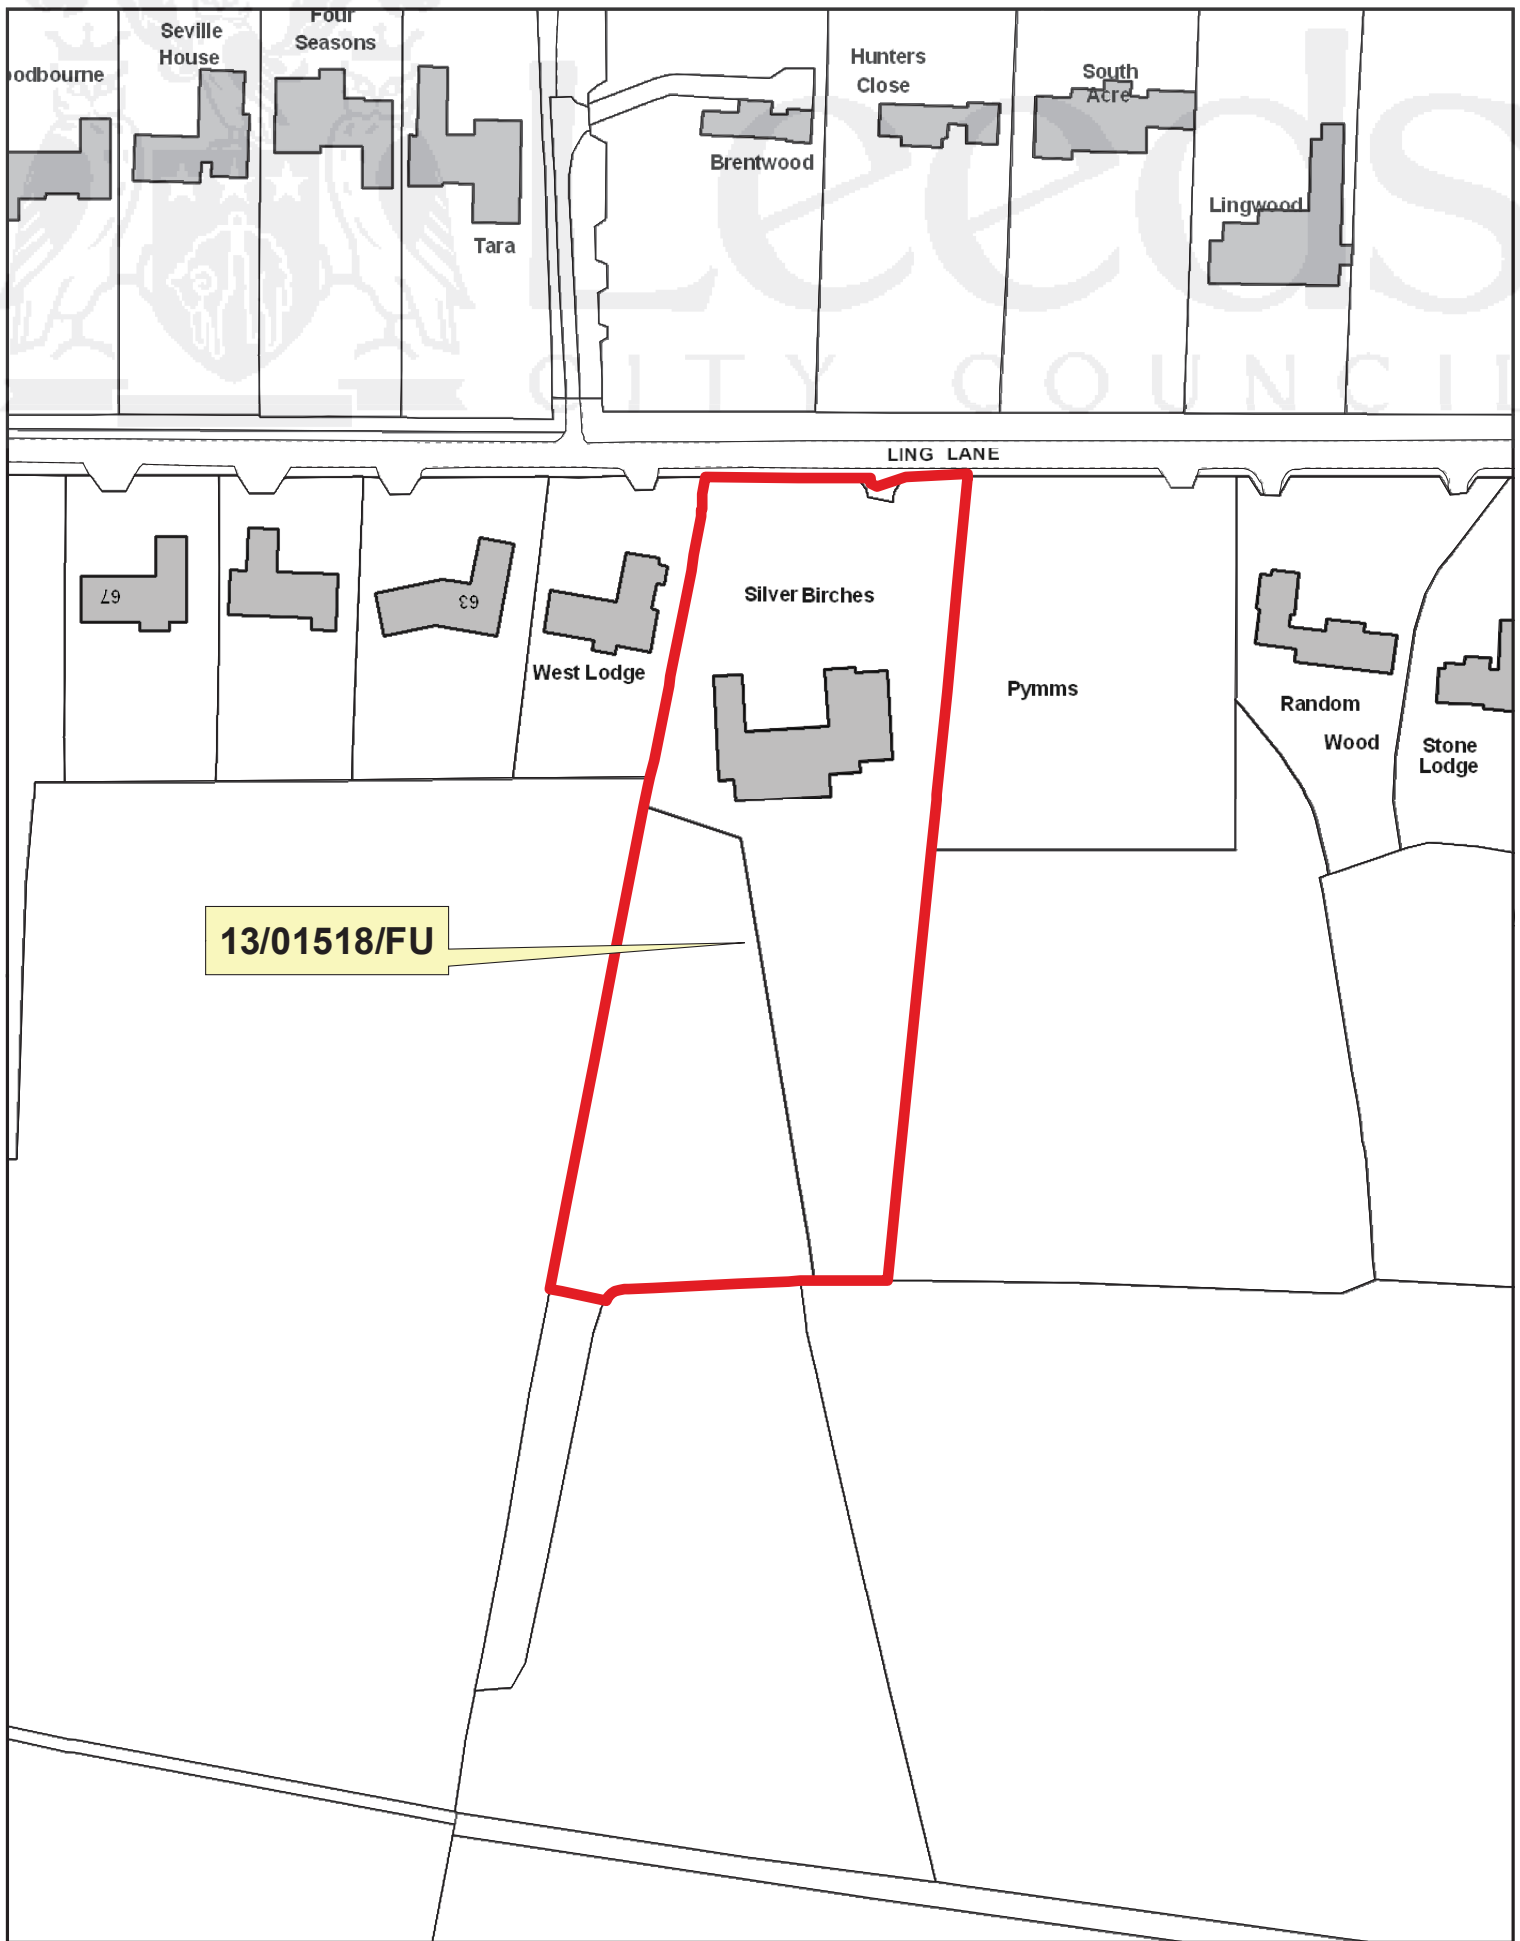 Four
Seasons
Seville
House
oodbourne
Tara
Brentwood
Hunters
Close
South
Acre
Lingwood
Leeds
CITY COUNCIL
LING LANE
67
63
West Lodge
Silver Birches
Pymms
Random
Wood
Stone
Lodge
13/01518/FU